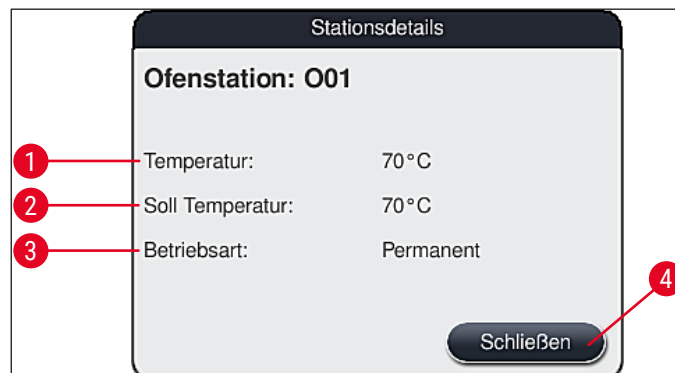 Stationsdetails
Ofenstation: O01
1 Temperatur: 70°C
2 Soll Temperatur: 70°C
3 Betriebsart: Permanent
4
Schließen